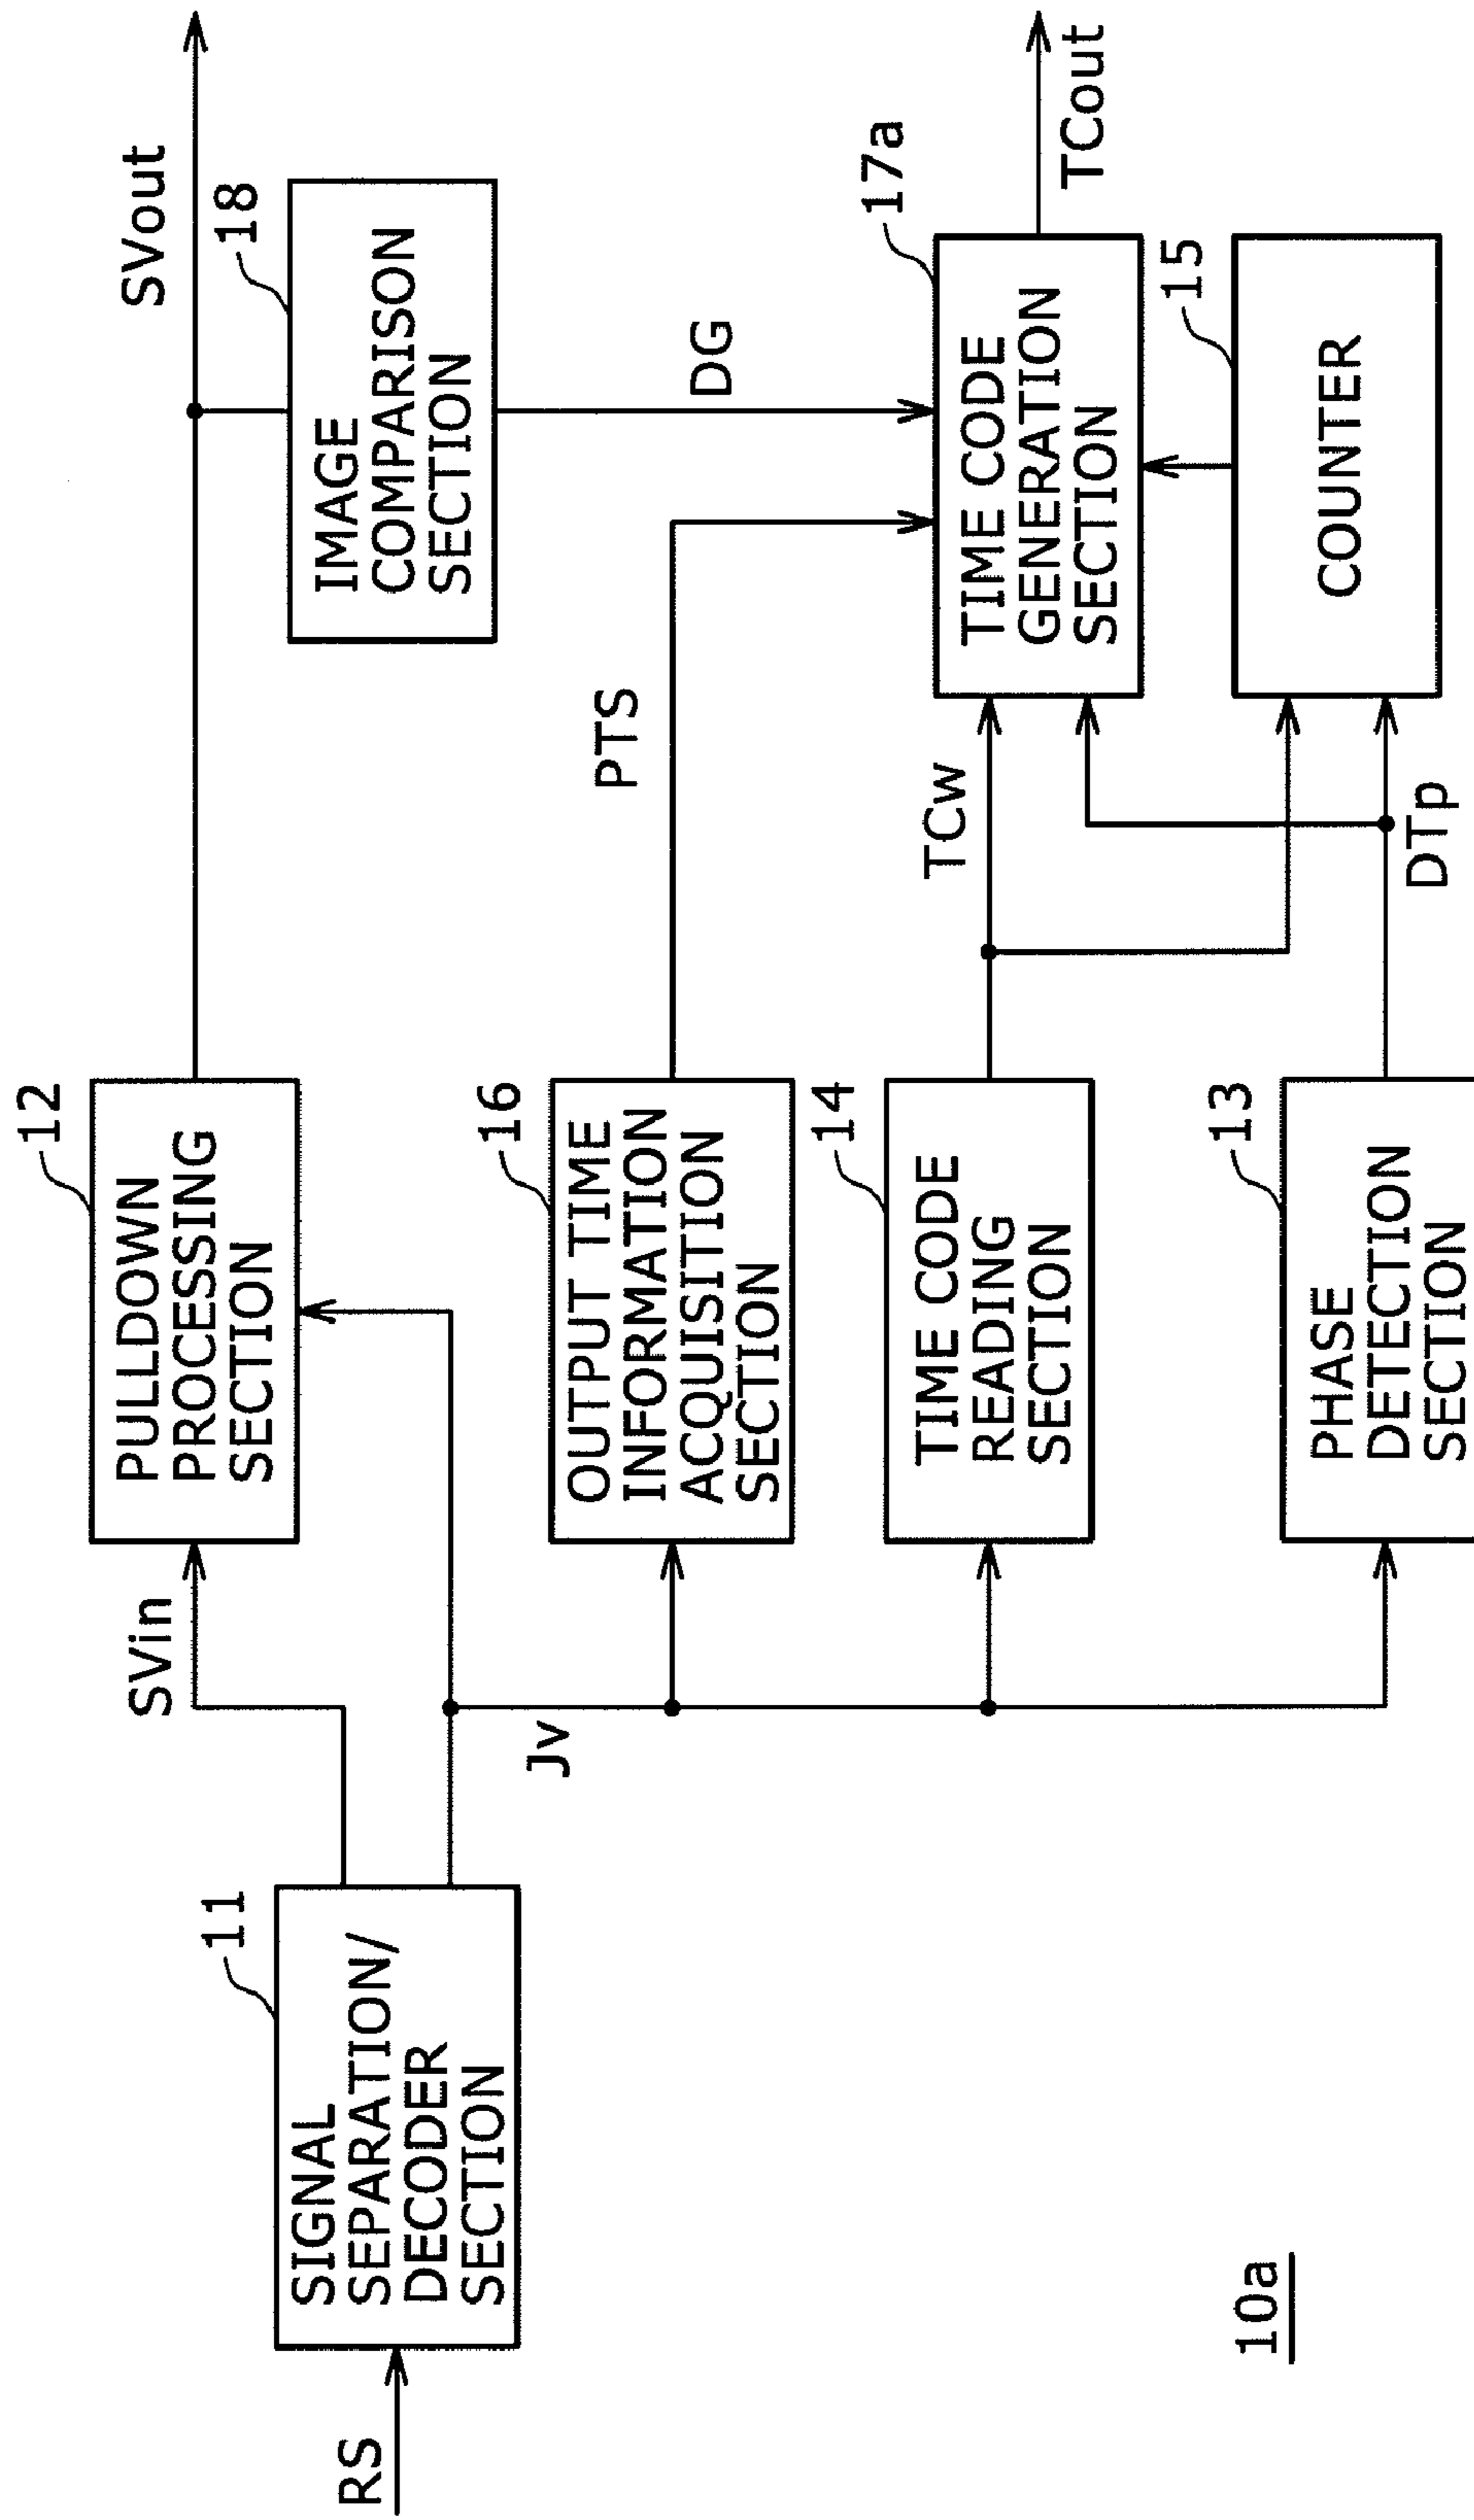 RS
11
SIGNAL
SEPARATION/
DECODER
SECTION
SVin
Jv
12
PULLDOWN
PROCESSING
SECTION
16
OUTPUT TIME
INFORMATION
ACQUISITION
SECTION
14
TIME CODE
READING
SECTION
13
PHASE
DETECTION
SECTION
SVout
18
IMAGE
COMPARISON
SECTION
PTS
DG
TCw
17a
TIME CODE
GENERATION
SECTION
TCout
15
COUNTER
DTp
10a